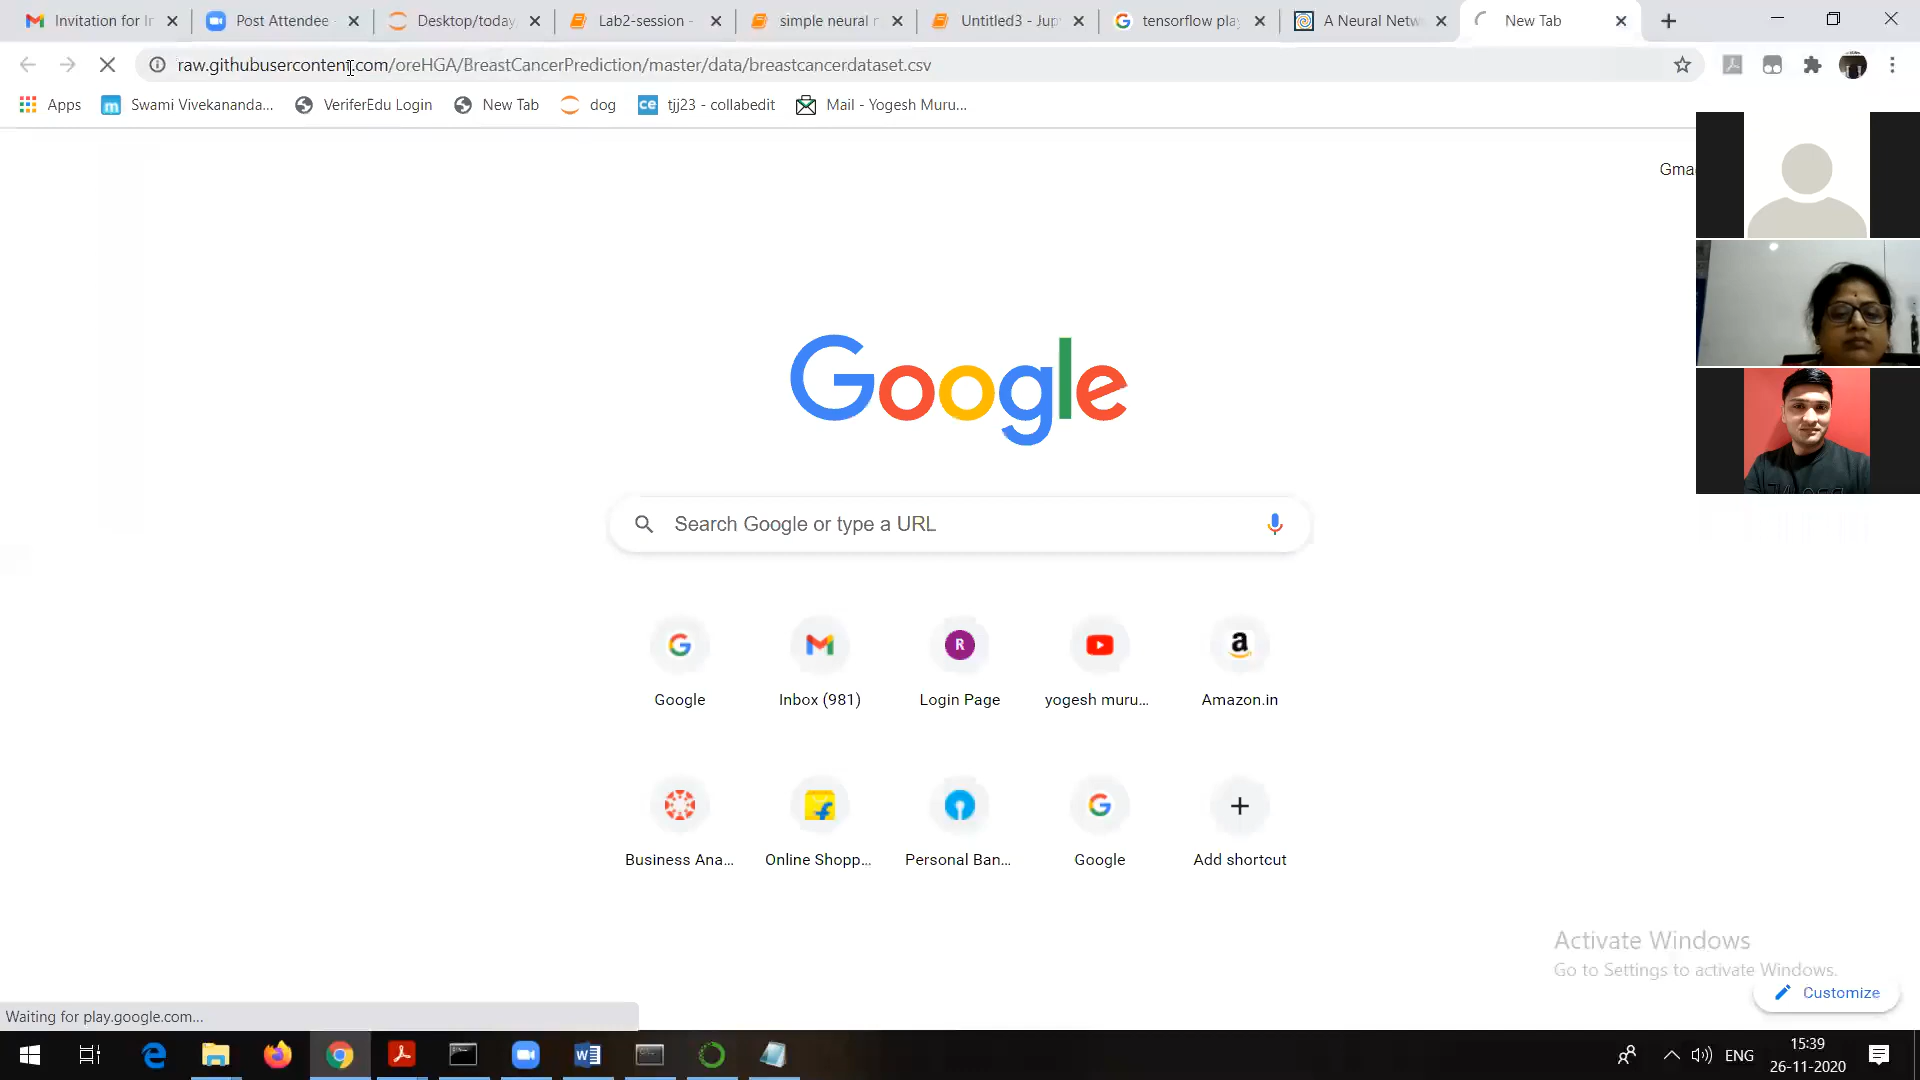 Invitation for In
Post Attendee -
Desktop/today
Lab2-session -
simple neural n
Untitled3 - Jup
tensorflow play
A Neural Netw
New Tab
raw.githubusercontent.com/oreHGA/BreastCancerPrediction/master/data/breastcancerdataset.csv
Apps
Swami Vivekananda...
VeriferEdu Login
New Tab
dog
ce
tjj23 - collabedit
Mail - Yogesh Muru...
Gma
Google
Search Google or type a URL
R
a
Google
Inbox (981)
Login Page
yogesh muru...
Amazon.in
Business Ana...
Online Shopp...
Personal Ban...
Google
Add shortcut
Activate Windows
Go to Settings to activate Windows.
Customize
Waiting for play.google.com...
ENG
15:39
26-11-2020